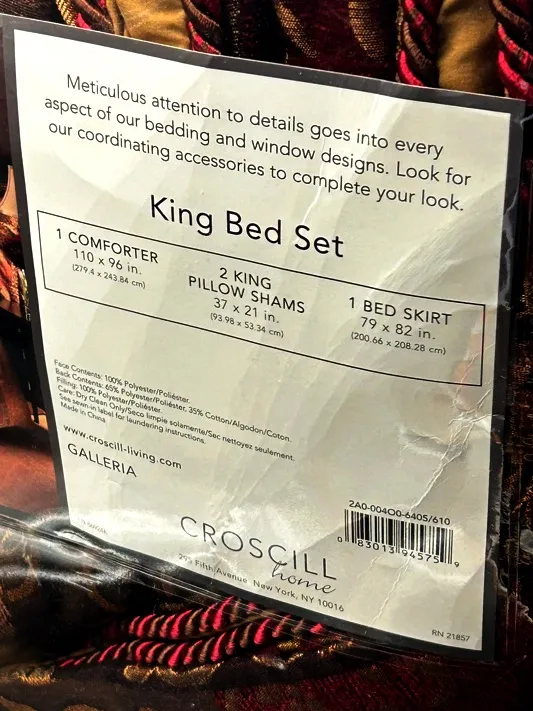 Meticulous attention to details goes into every
aspect of our bedding and window designs. Look for
our coordinating accessories to complete your look.
King Bed Set
1 COMFORTER
110 x 96 in.
(279.4 x 243.84 cm)
2 KING
PILLOW SHAMS
37 x 21 in.
(93.98 x 53.34 cm)
1 BED SKIRT
79 x 82 in.
(200.66 x 208.28 cm)
Face Contents: 100% Polyester/Poliéster.
Back Contents: 65% Polyester/Poliéster, 35% Cotton/Algodon/Coton.
Filling: 100% Polyester/Poliéster.
Care: Dry Clean Only/Seco limpie solamente/Sec nettoyez seulement.
See sewn-in label for laundering instructions.
Made in China
www.croscill-living.com
GALLERIA
2A0-004O0-6405/610
0 83013 94575 9
CROSCILL
home
295 Fifth Avenue New York, NY 10016
RN 21857